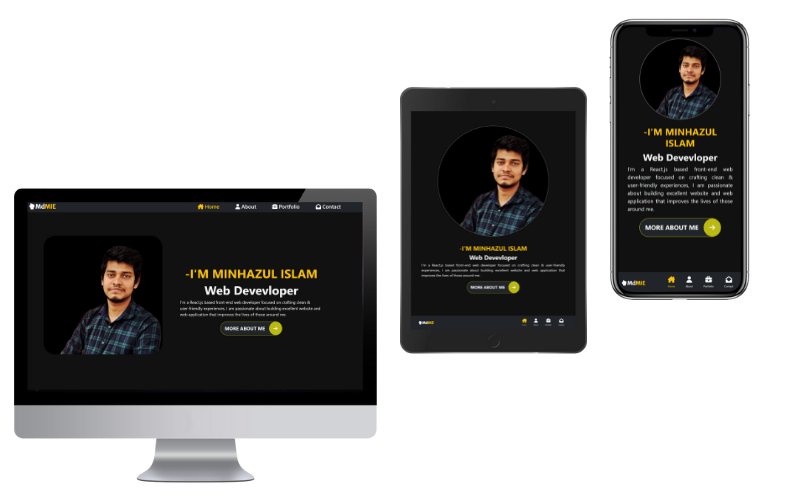 MdMIE
Home About Portfolio Contact
-I'M MINHAZUL ISLAM
Web Devevloper
I'm a React.js based front-end web developer focused on crafting clean &
user-friendly experiences, I am passionate about building excellent website and
web application that improves the lives of those around me.
MORE ABOUT ME
-I'M MINHAZUL ISLAM
Web Devevloper
I'm a React.js based front-end web developer focused on crafting clean & user-friendly
experiences, I am passionate about building excellent website and web application that
improves the lives of those around me.
MORE ABOUT ME
MdMIE
-I'M MINHAZUL
ISLAM
Web Devevloper
I'm a React.js based front-end web
developer focused on crafting clean &
user-friendly experiences, I am passionate
about building excellent website and web
application that improves the lives of those
around me.
MORE ABOUT ME
MdMIE
Home About Portfolio Contact